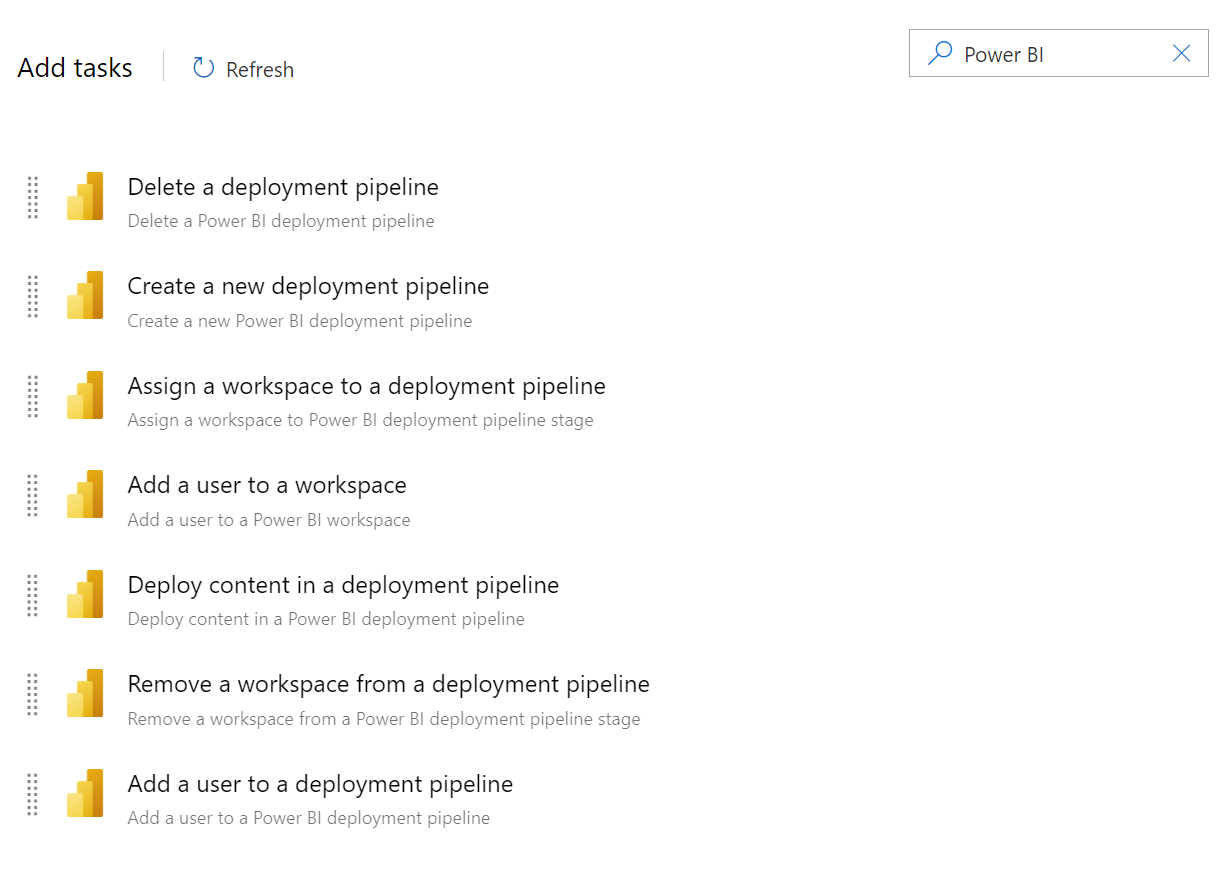 Add tasks
Refresh
Power BI
Delete a deployment pipeline
Delete a Power BI deployment pipeline
Create a new deployment pipeline
Create a new Power BI deployment pipeline
Assign a workspace to a deployment pipeline
Assign a workspace to Power BI deployment pipeline stage
Add a user to a workspace
Add a user to a Power BI workspace
Deploy content in a deployment pipeline
Deploy content in a Power BI deployment pipeline
Remove a workspace from a deployment pipeline
Remove a workspace from a Power BI deployment pipeline stage
Add a user to a deployment pipeline
Add a user to a Power BI deployment pipeline